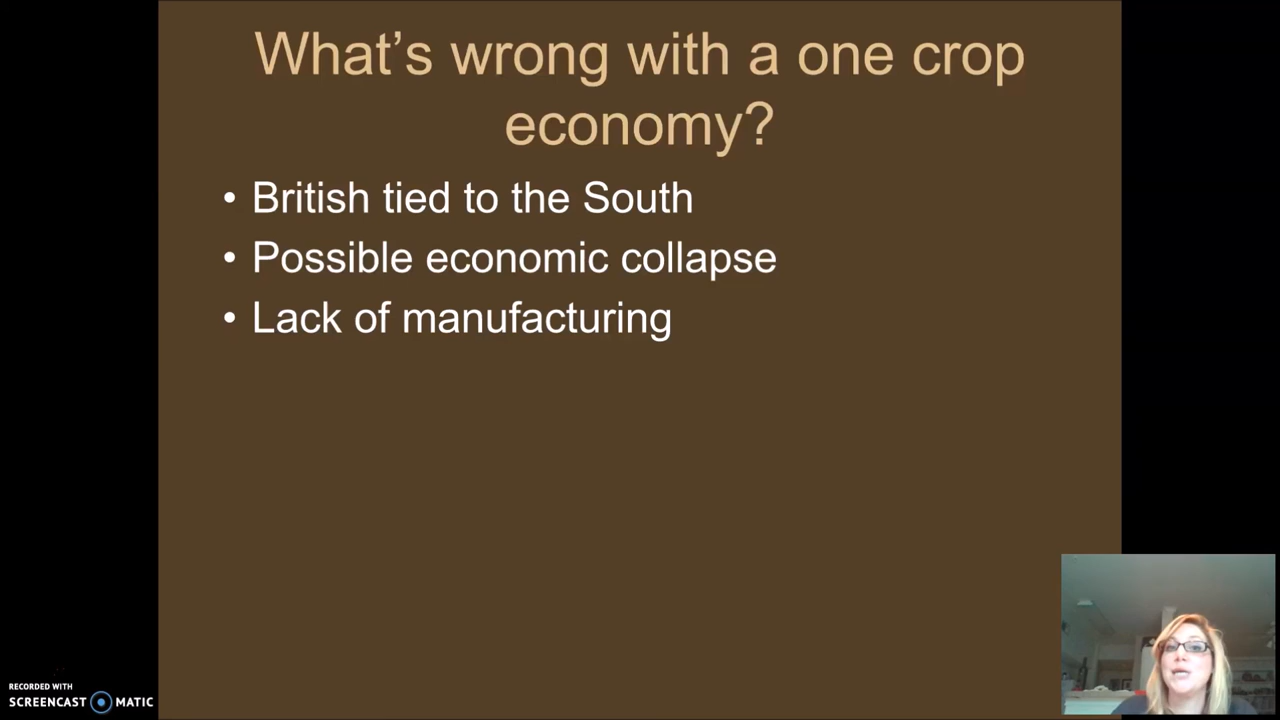 What's wrong with a one crop
economy?
• British tied to the South
• Possible economic collapse
• Lack of manufacturing
RECORDED WITH
SCREENCAST MATIC